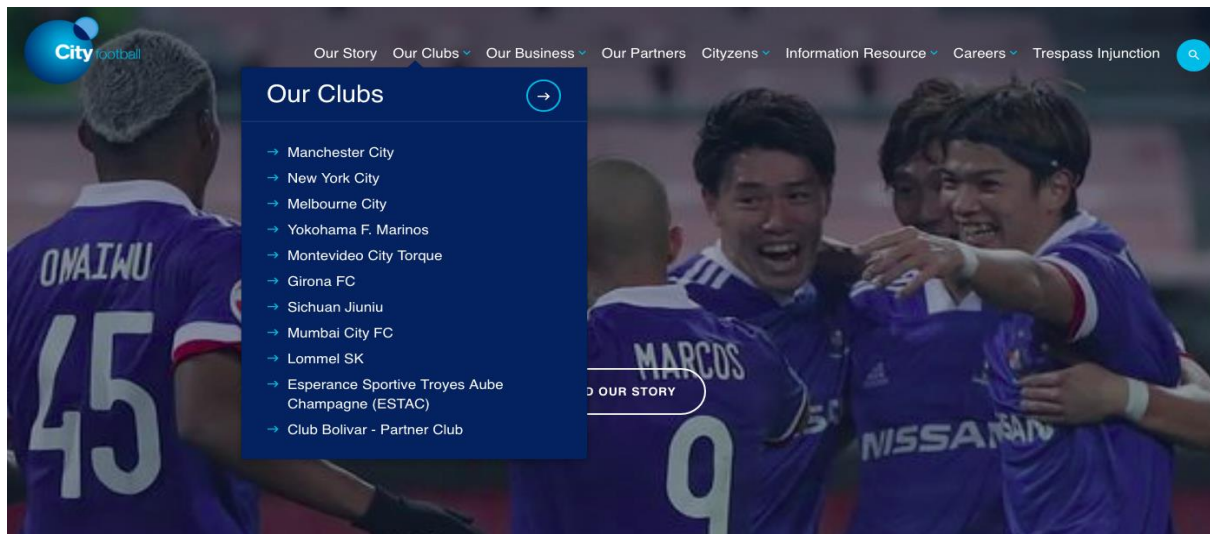 City football
Our Story Our Clubs Our Business Our Partners Cityzens Information Resource Careers Trespass Injunction
Our Clubs
→ Manchester City
→ New York City
→ Melbourne City
→ Yokohama F. Marinos
→ Montevideo City Torque
→ Girona FC
→ Sichuan Jiuniu
→ Mumbai City FC
→ Lommel SK
→ Esperance Sportive Troyes Aube
Champagne (ESTAC)
→ Club Bolivar - Partner Club
OUR STORY
ONAIWU
45
MARCOS
9
NISSAN